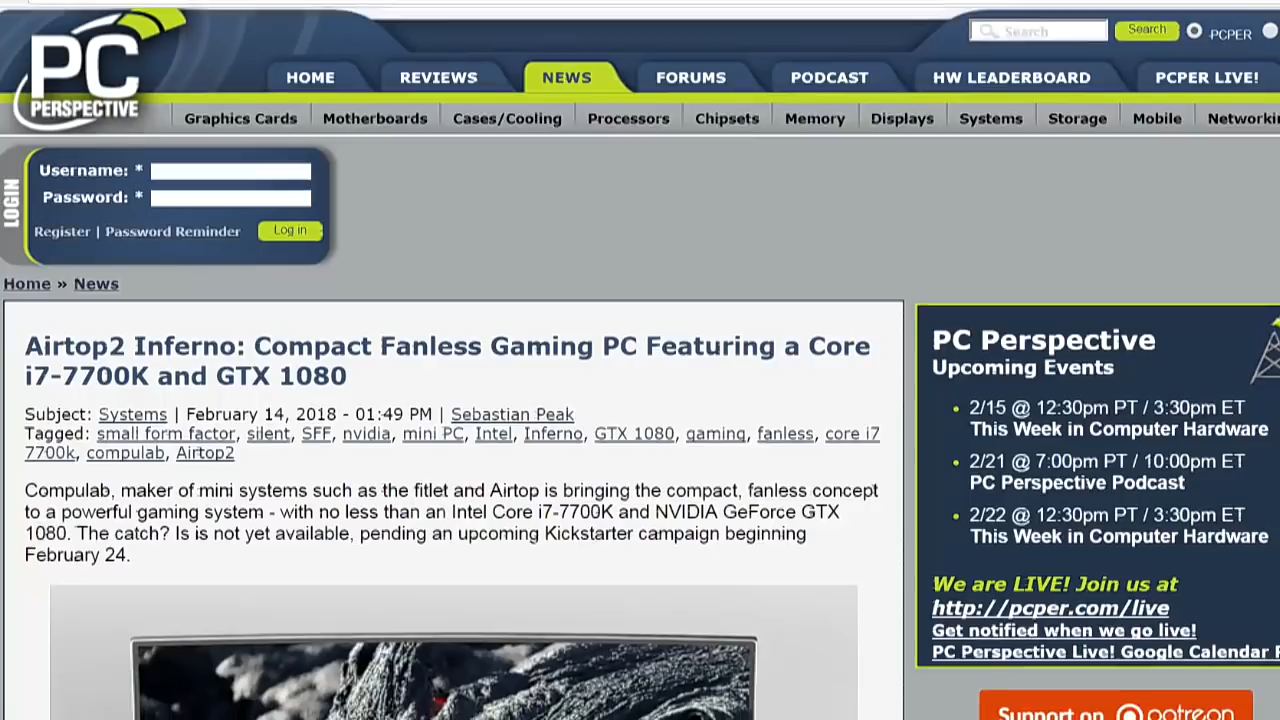 PC
PERSPECTIVE
Search
Search
PCPER
HOME
REVIEWS
NEWS
FORUMS
PODCAST
HW LEADERBOARD
PCPER LIVE!
Graphics Cards
Motherboards
Cases/Cooling
Processors
Chipsets
Memory
Displays
Systems
Storage
Mobile
LOGIN
Username: *
Password: *
Register | Password Reminder
Log in
Home » News
Airtop2 Inferno: Compact Fanless Gaming PC Featuring a Core
i7-7700K and GTX 1080
Subject: Systems | February 14, 2018 - 01:49 PM | Sebastian Peak
Tagged: small form factor, silent, SFF, nvidia, mini PC, Intel, Inferno, GTX 1080, gaming, fanless, core i7
7700k, compulab, Airtop2
Compulab, maker of mini systems such as the fitlet and Airtop is bringing the compact, fanless concept
to a powerful gaming system - with no less than an Intel Core i7-7700K and NVIDIA GeForce GTX
1080. The catch? Is is not yet available, pending an upcoming Kickstarter campaign beginning
February 24.
PC Perspective
Upcoming Events
• 2/15 @ 12:30pm PT / 3:30pm ET
This Week in Computer Hardware
• 2/21 @ 7:00pm PT / 10:00pm ET
PC Perspective Podcast
• 2/22 @ 12:30pm PT / 3:30pm ET
This Week in Computer Hardware
We are LIVE! Join us at
http://pcper.com/live
Get notified when we go live!
PC Perspective Live! Google Calendar
Support on patreon